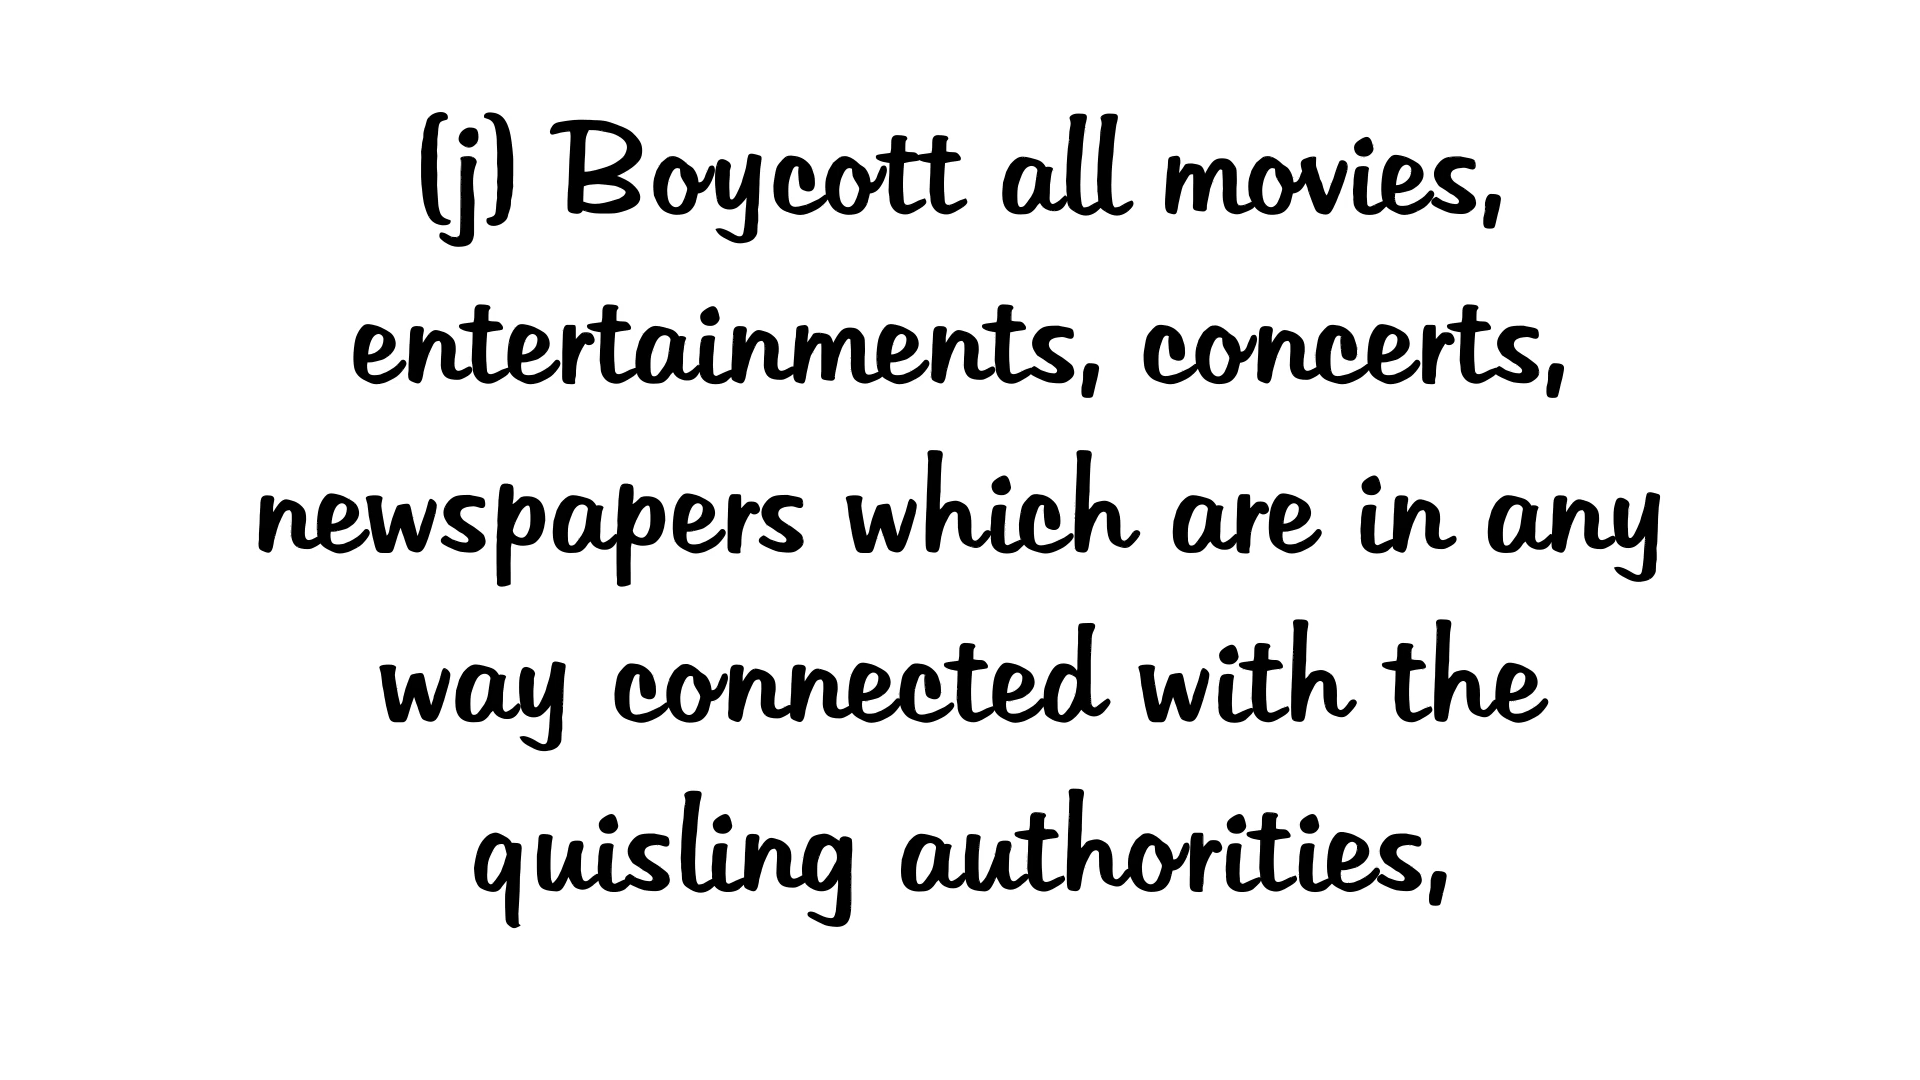 (j) Boycott all movies,
entertainments, concerts,
newspapers which are in any
way connected with the
quisling authorities,